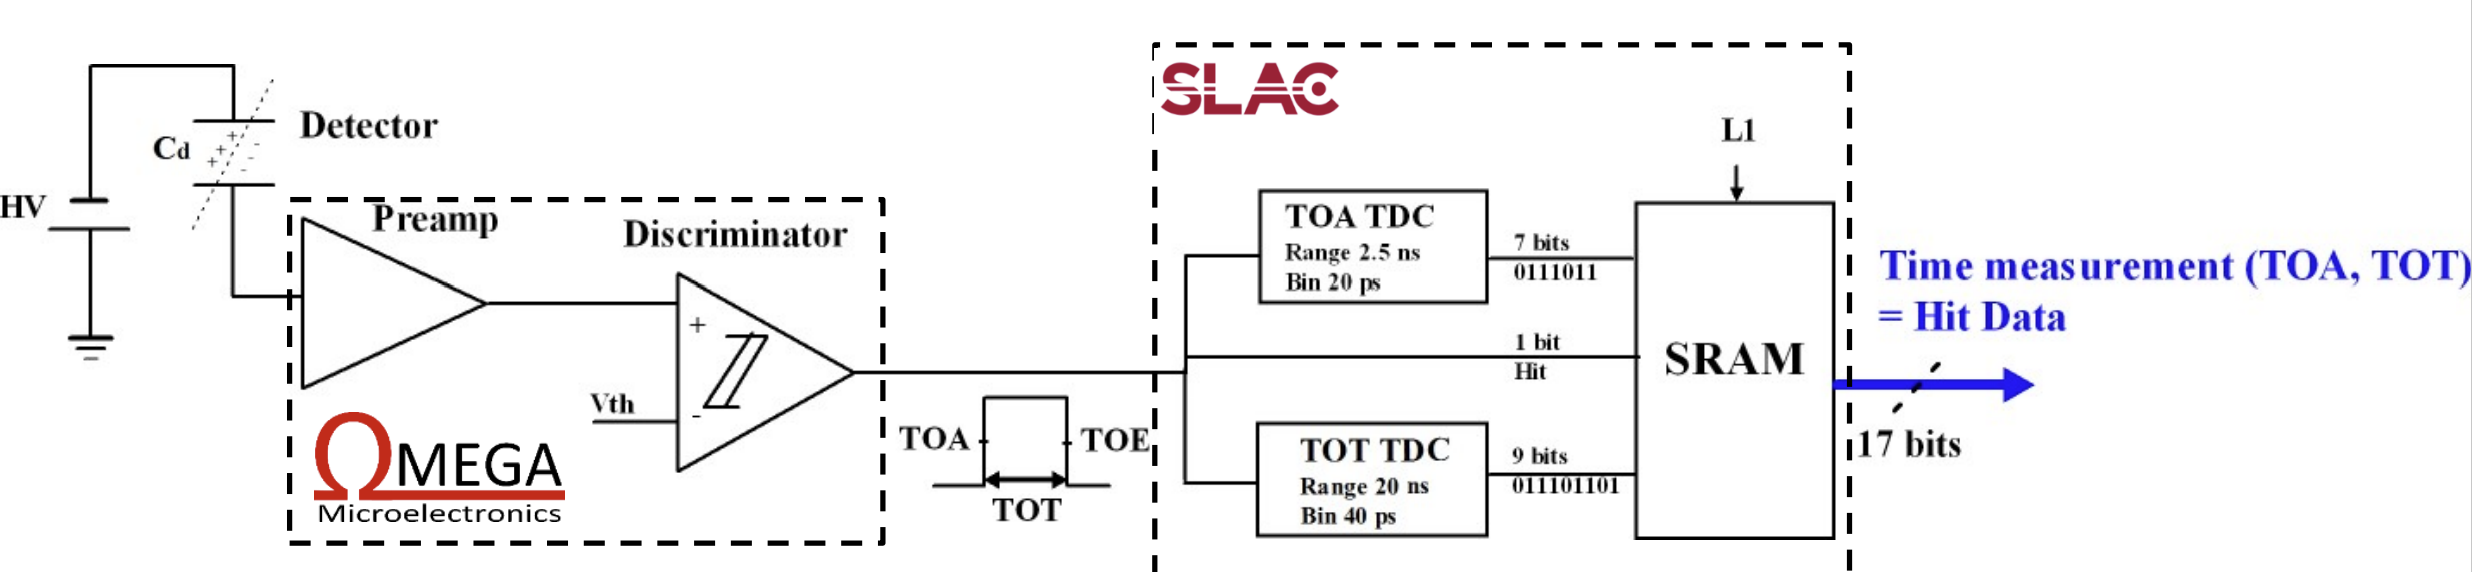 SLAC
Detector
L1
Cd
+
+
+
-
-
-
HV
Preamp
Discriminator
TOA TDC
Range 2.5 ns
Bin 20 ps
7 bits
0111011
Time measurement (TOA, TOT)
= Hit Data
+
1 bit
Hit
SRAM
Vth
-
TOA
TOE
TOT
TOT TDC
Range 20 ns
Bin 40 ps
9 bits
011101101
17 bits
ΩMEGA
Microelectronics